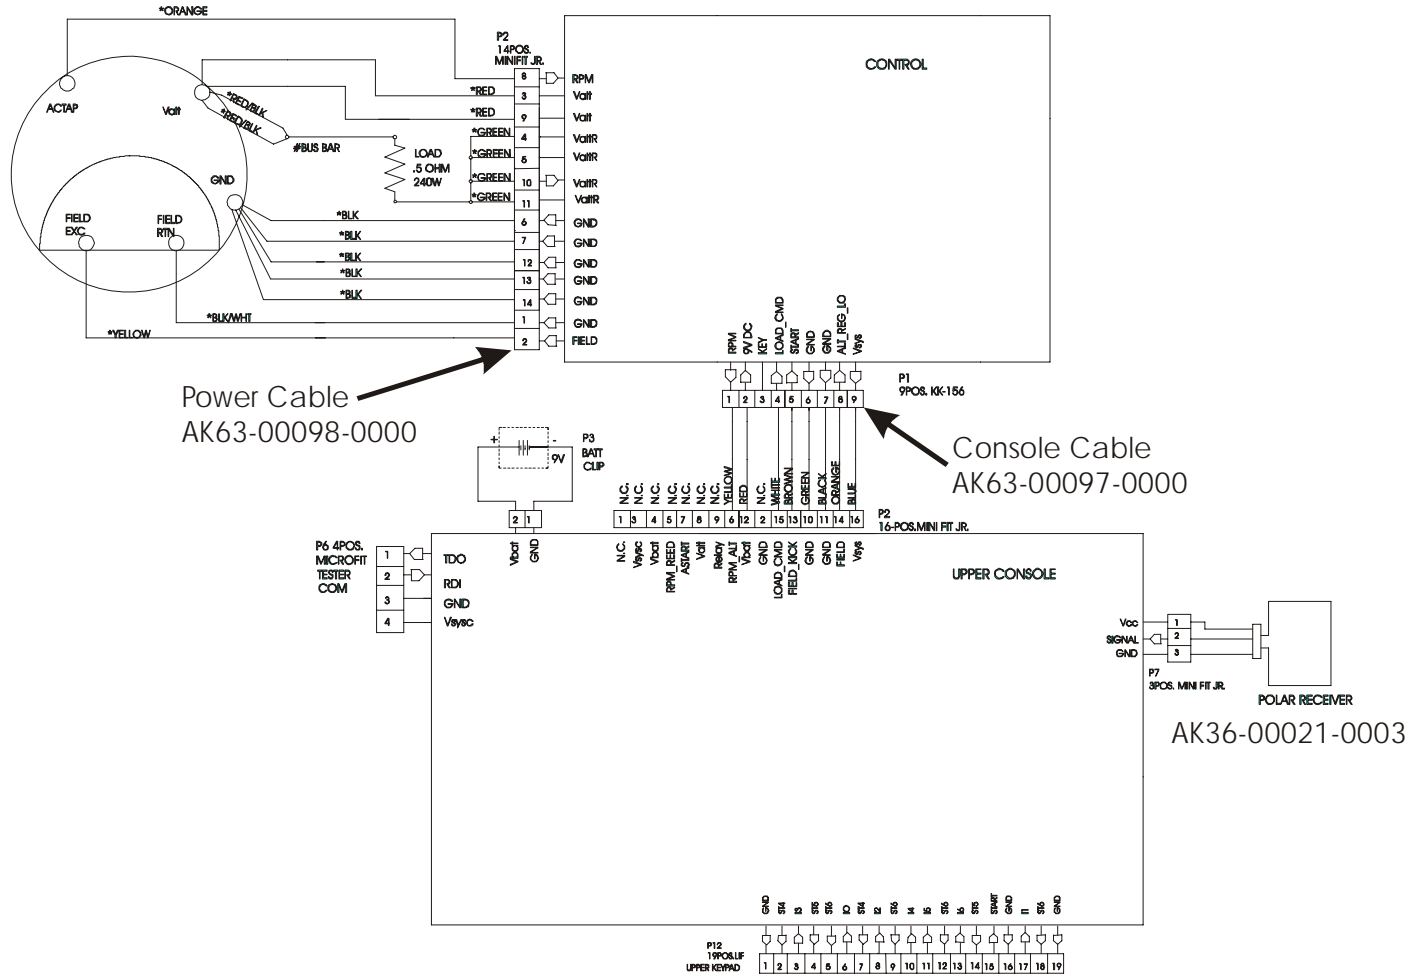 *ORANGE
P2
14POS.
MINIFIT JR.
CONTROL
ACTAP
Valt
*RED/BLK
*RED/BLK
#BUS BAR
LOAD
.5 OHM
240W
GND
FIELD
EXC
FIELD
RTN
8 RPM
*RED 3 Valt
*RED 9 Valt
*GREEN 4 ValtR
*GREEN 5 ValtR
*GREEN 10 ValtR
*GREEN 11 ValtR
*BLK 6 GND
*BLK 7 GND
*BLK 12 GND
*BLK 13 GND
*BLK 14 GND
*BLK/WHT 1 GND
*YELLOW 2 FIELD
Power Cable
AK63-00098-0000
RPM
9V DC
KEY
LOAD_CMD
START
GND
GND
ALT_REG_LO
Vsys
1 2 3 4 5 6 7 8 9
P1
9POS. KK-156
Console Cable
AK63-00097-0000
+ -
9V
P3
BATT
CLIP
2 1
Vbat
GND
N.C.
N.C.
N.C.
N.C.
N.C.
N.C.
N.C.
YELLOW
RED
N.C.
WHITE
BROWN
GREEN
BLACK
ORANGE
BLUE
1 3 4 5 7 8 9 6 12 2 15 13 10 11 14 16
P2
16-POS.MINI FIT JR.
N.C.
Vsysc
Vbat
RPM_REED
ASTART
Valt
Relay
RPM_ALT
Vbat
GND
LOAD_CMD
FIELD_KICK
GND
GND
FIELD
Vsys
P6 4POS.
MICROFIT
TESTER
COM
1 TDO
2 RDI
3 GND
4 Vsysc
UPPER CONSOLE
Vcc 1
SIGNAL 2
GND 3
P7
3POS. MINI FIT JR.
POLAR RECEIVER
AK36-00021-0003
GND
ST4
I3
ST5
ST6
IO
ST4
I2
ST6
I4
I5
ST6
I6
ST5
START
GND
I1
ST6
GND
P12
19POS.LIF
UPPER KEYPAD
1 2 3 4 5 6 7 8 9 10 11 12 13 14 15 16 17 18 19